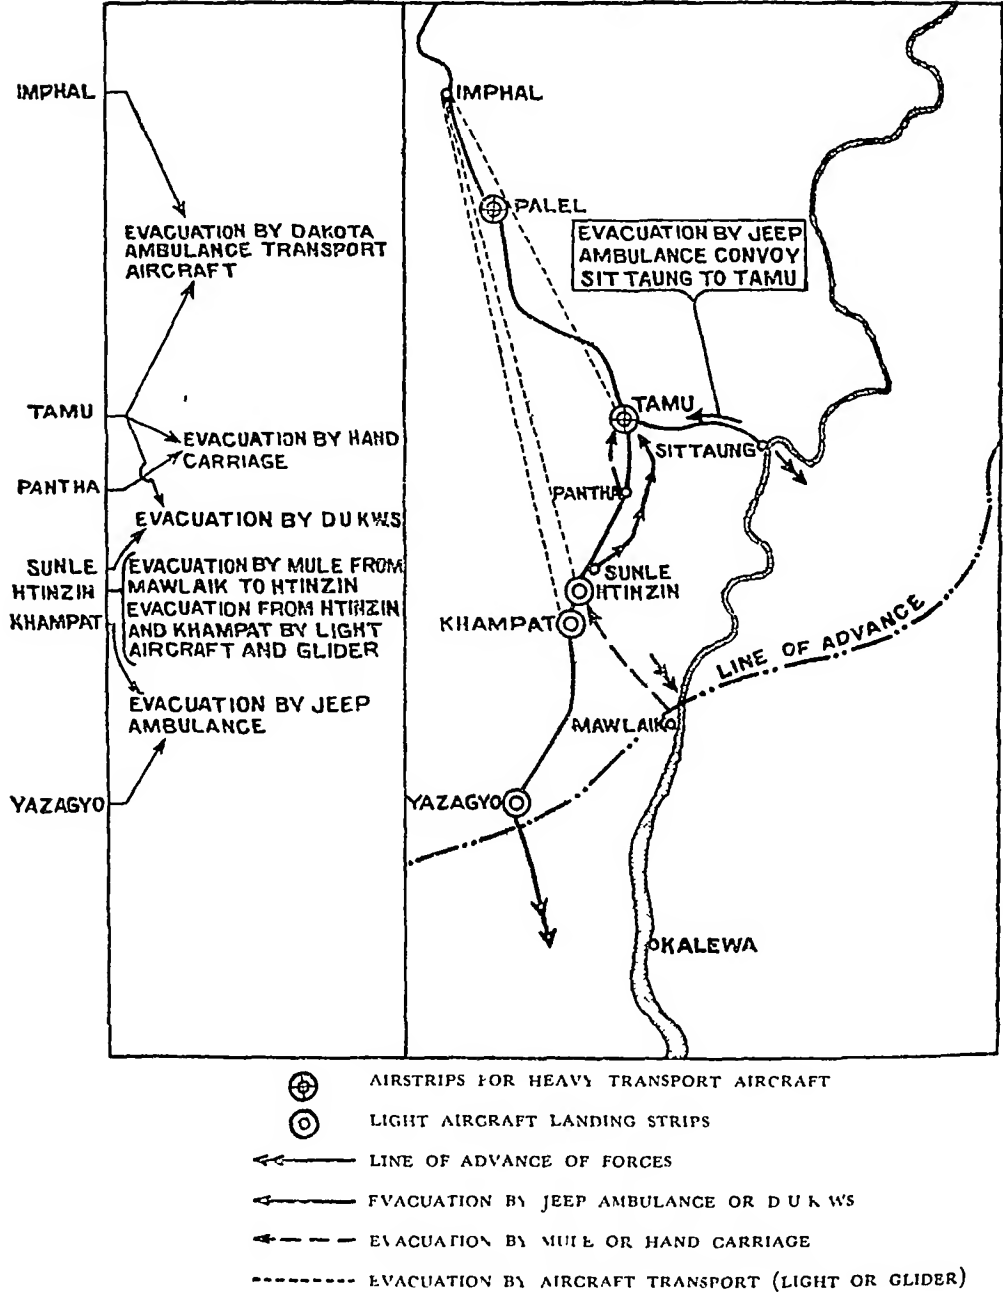 IMPHAL
EVACUATION BY DAKOTA
AMBULANCE TRANSPORT
AIRCRAFT
TAMU
EVACUATION BY HAND
CARRIAGE
PANTHA
EVACUATION BY DUKWS
SUNLE
HTINZIN
KHAMPAT
EVACUATION BY MULE FROM
MAWLAIK TO HTINZIN
EVACUATION FROM HTINZIN
AND KHAMPAT BY LIGHT
AIRCRAFT AND GLIDER
EVACUATION BY JEEP
AMBULANCE
YAZAGYO
IMPHAL
PALEL
EVACUATION BY JEEP
AMBULANCE CONVOY
SITTAUNG TO TAMU
TAMU
SITTAUNG
PANTHA
SUNLE
HTINZIN
KHAMPAT
LINE OF ADVANCE
MAWLAIK
YAZAGYO
KALEWA
AIRSTRIPS FOR HEAVY TRANSPORT AIRCRAFT
LIGHT AIRCRAFT LANDING STRIPS
LINE OF ADVANCE OF FORCES
EVACUATION BY JEEP AMBULANCE OR D U K WS
EVACUATION BY MULE OR HAND CARRIAGE
EVACUATION BY AIRCRAFT TRANSPORT (LIGHT OR GLIDER)